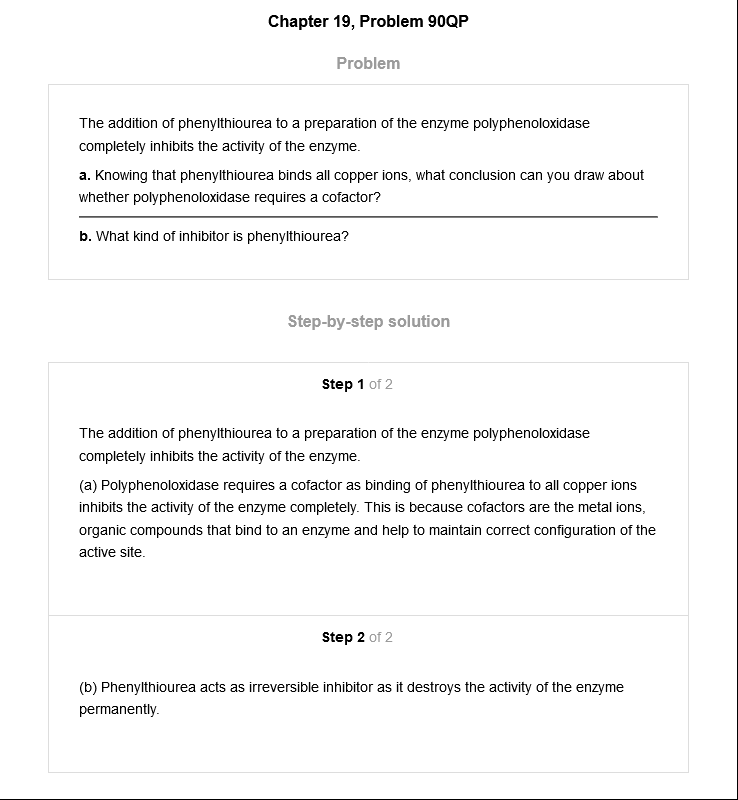 Chapter 19, Problem 90QP
Problem
The addition of phenylthiourea to a preparation of the enzyme polyphenoloxidase
completely inhibits the activity of the enzyme.
a. Knowing that phenylthiourea binds all copper ions, what conclusion can you draw about
whether polyphenoloxidase requires a cofactor?
b. What kind of inhibitor is phenylthiourea?
Step-by-step solution
Step 1 of 2
The addition of phenylthiourea to a preparation of the enzyme polyphenoloxidase
completely inhibits the activity of the enzyme.
(a) Polyphenoloxidase requires a cofactor as binding of phenylthiourea to all copper ions
inhibits the activity of the enzyme completely. This is because cofactors are the metal ions,
organic compounds that bind to an enzyme and help to maintain correct configuration of the
active site.
Step 2 of 2
(b) Phenylthiourea acts as irreversible inhibitor as it destroys the activity of the enzyme
permanently.